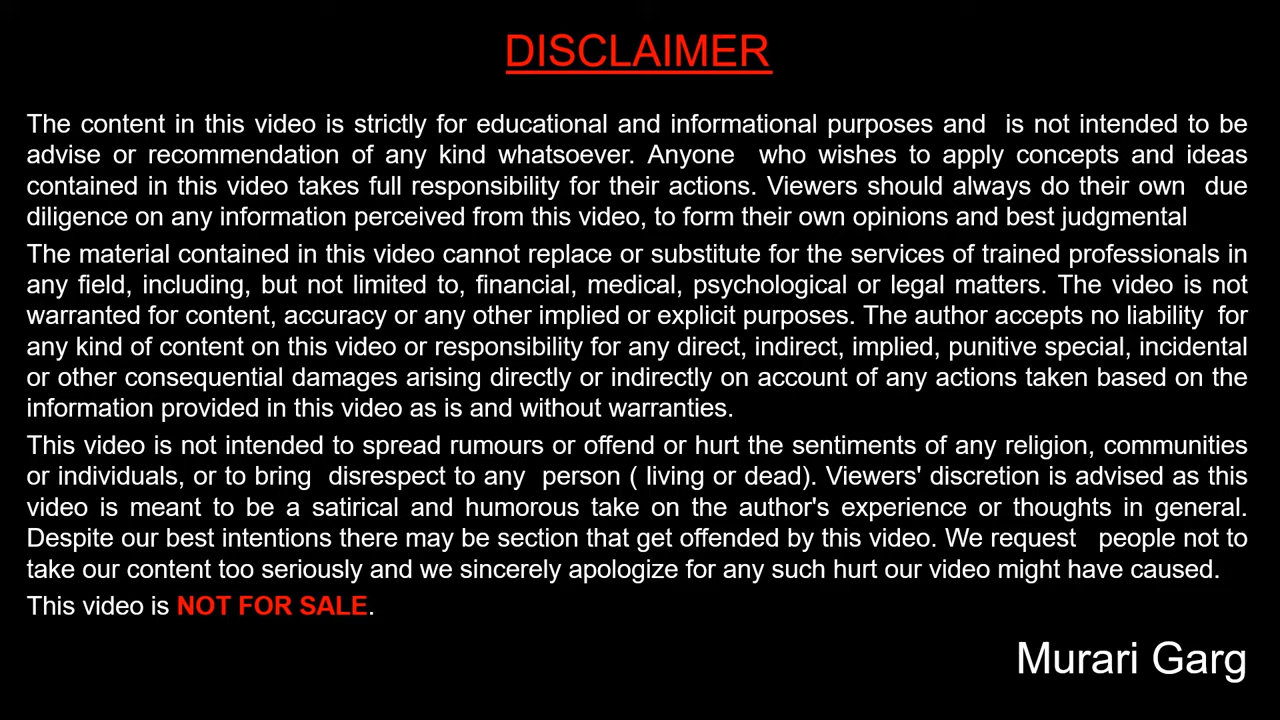 DISCLAIMER
The content in this video is strictly for educational and informational purposes and is not intended to be
advise or recommendation of any kind whatsoever. Anyone who wishes to apply concepts and ideas
contained in this video takes full responsibility for their actions. Viewers should always do their own due
diligence on any information perceived from this video, to form their own opinions and best judgmental
The material contained in this video cannot replace or substitute for the services of trained professionals in
any field, including, but not limited to, financial, medical, psychological or legal matters. The video is not
warranted for content, accuracy or any other implied or explicit purposes. The author accepts no liability for
any kind of content on this video or responsibility for any direct, indirect, implied, punitive special, incidental
or other consequential damages arising directly or indirectly on account of any actions taken based on the
information provided in this video as is and without warranties.
This video is not intended to spread rumours or offend or hurt the sentiments of any religion, communities
or individuals, or to bring disrespect to any person ( living or dead). Viewers' discretion is advised as this
video is meant to be a satirical and humorous take on the author's experience or thoughts in general.
Despite our best intentions there may be section that get offended by this video. We request people not to
take our content too seriously and we sincerely apologize for any such hurt our video might have caused.
This video is NOT FOR SALE.
Murari Garg